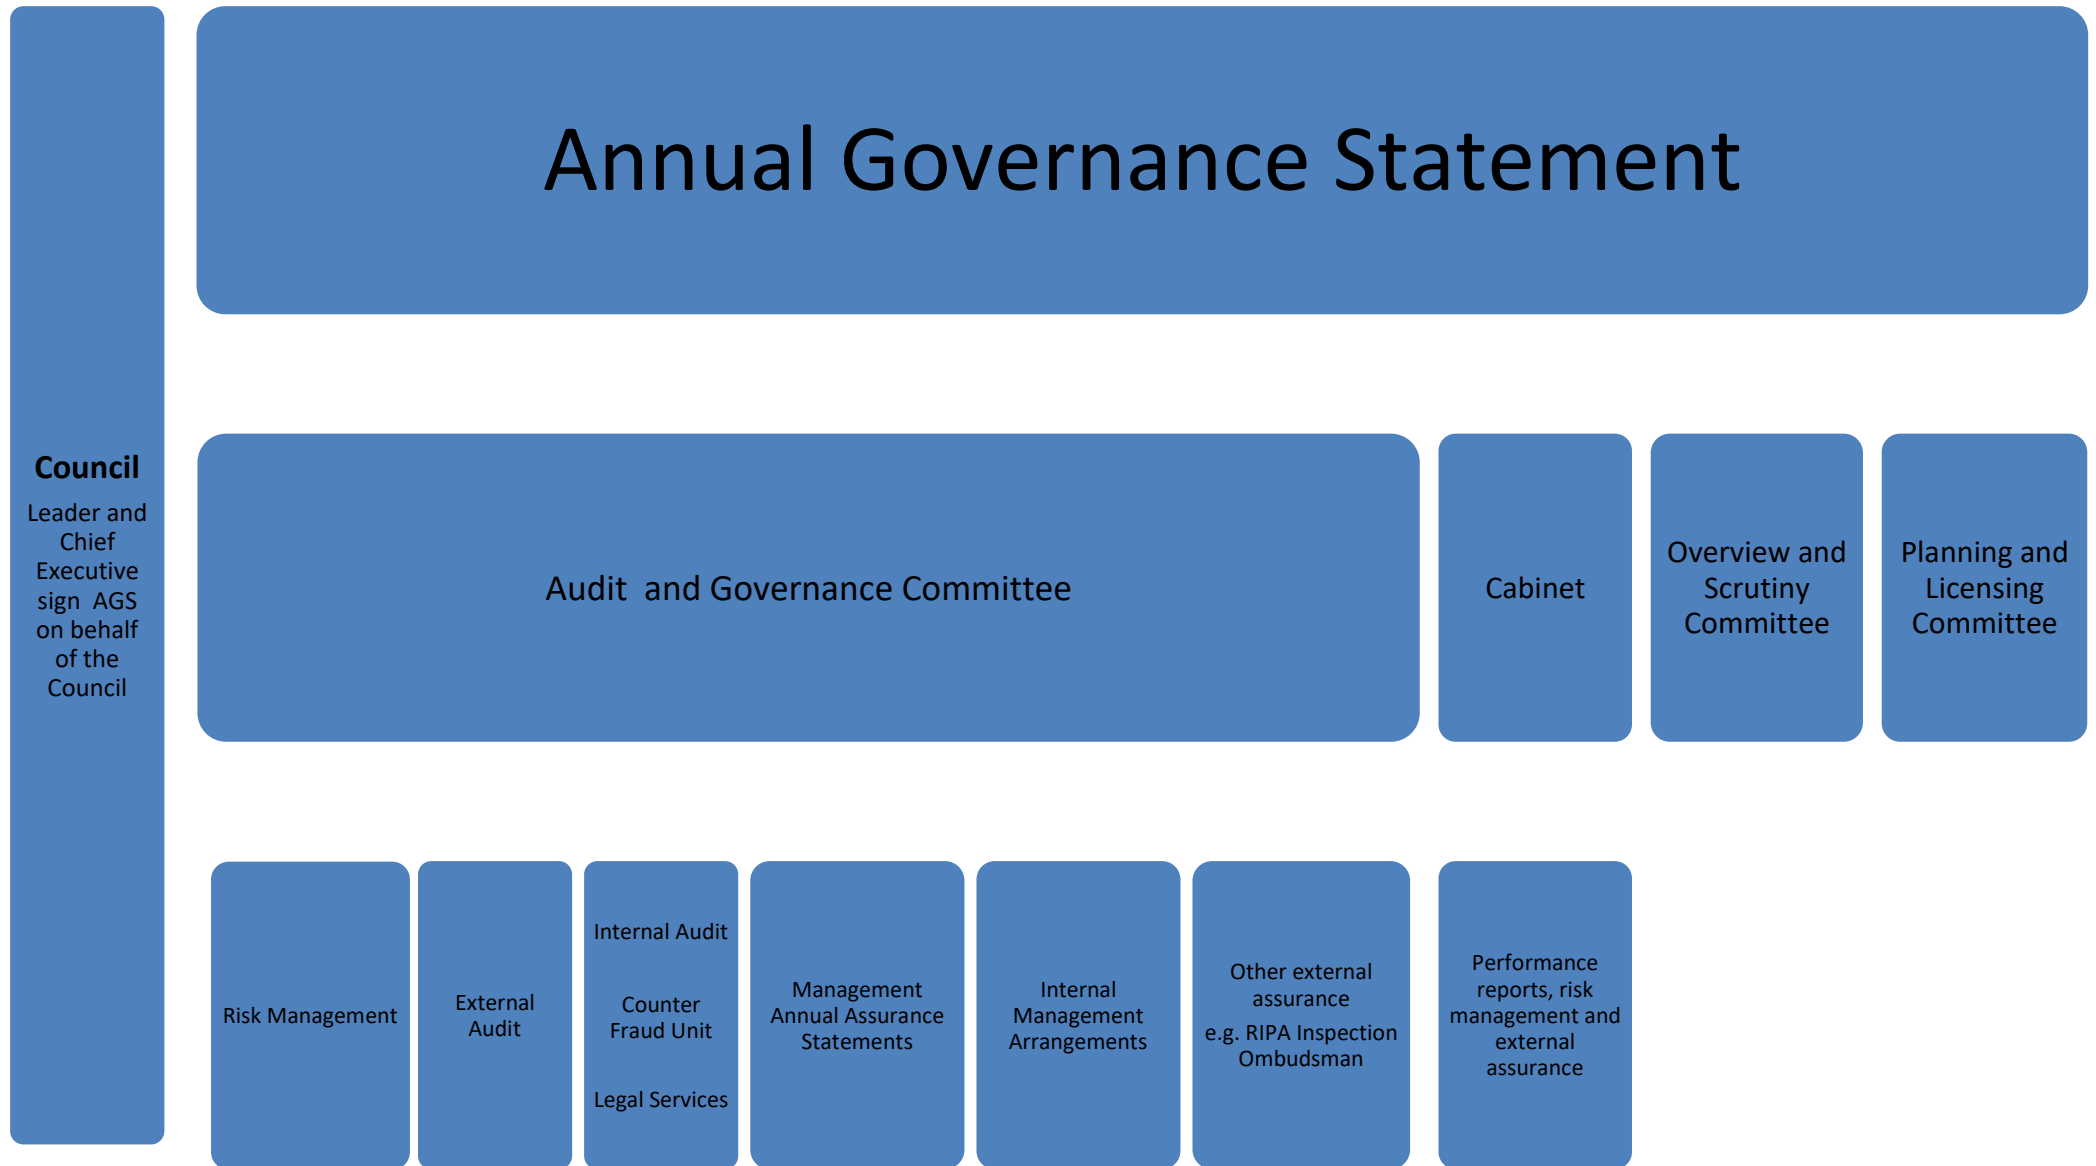 Annual Governance Statement
Council
Leader and
Chief
Executive
sign  AGS
on behalf
of the
Council
Audit  and Governance Committee
Cabinet
Overview and
Scrutiny
Committee
Planning and
Licensing
Committee
Risk Management
External
Audit
Internal Audit
Counter
Fraud Unit
Legal Services
Management
Annual Assurance
Statements
Internal
Management
Arrangements
Other external
assurance
e.g. RIPA Inspection
Ombudsman
Performance
reports, risk
management and
external
assurance